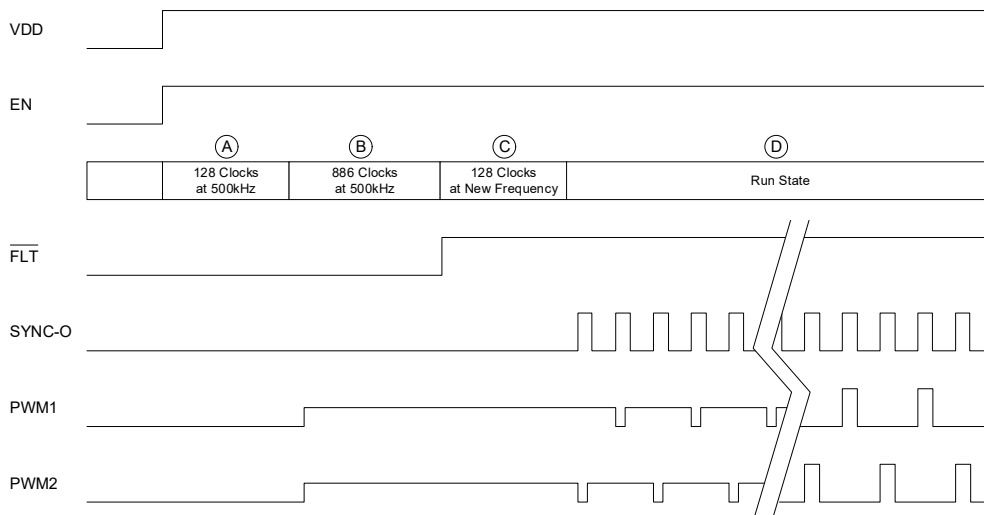 VDD
EN
A
B
C
D
128 Clocks
at 500kHz
886 Clocks
at 500kHz
128 Clocks
at New Frequency
Run State
FLT
SYNC-O
PWM1
PWM2